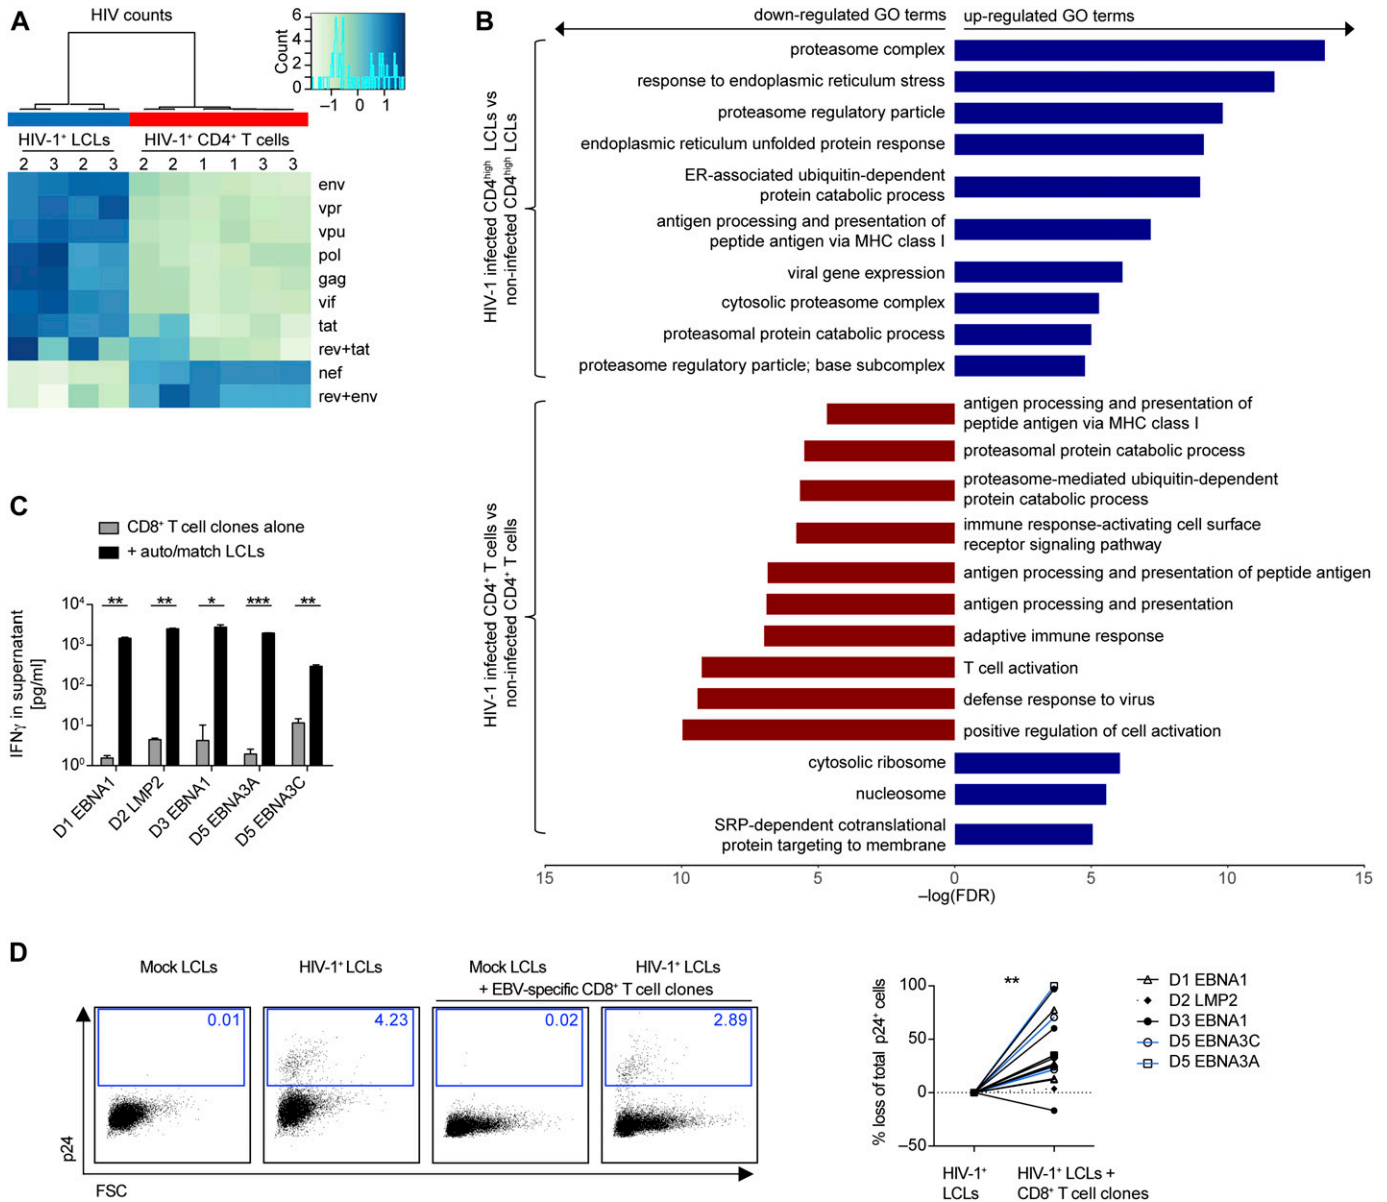 A
HIV counts
Count
6
4
2
0
−1 0 1
HIV-1+ LCLs
HIV-1+ CD4+ T cells
2 3 2 3 2 2 1 1 3 3
env
vpr
vpu
pol
gag
vif
tat
rev+tat
nef
rev+env
B
down-regulated GO terms
up-regulated GO terms
HIV-1 infected CD4high LCLs vs
non-infected CD4high LCLs
proteasome complex
response to endoplasmic reticulum stress
proteasome regulatory particle
endoplasmic reticulum unfolded protein response
ER-associated ubiquitin-dependent
protein catabolic process
antigen processing and presentation of
peptide antigen via MHC class I
viral gene expression
cytosolic proteasome complex
proteasomal protein catabolic process
proteasome regulatory particle; base subcomplex
HIV-1 infected CD4+ T cells vs
non-infected CD4+ T cells
antigen processing and presentation of
peptide antigen via MHC class I
proteasomal protein catabolic process
proteasome-mediated ubiquitin-dependent
protein catabolic process
immune response-activating cell surface
receptor signaling pathway
antigen processing and presentation of peptide antigen
antigen processing and presentation
adaptive immune response
T cell activation
defense response to virus
positive regulation of cell activation
cytosolic ribosome
nucleosome
SRP-dependent cotranslational
protein targeting to membrane
15 10 5 0 5 10 15
−log(FDR)
C
CD8+ T cell clones alone
+ auto/match LCLs
IFNγ in supernatant
[pg/ml]
10⁴
10³
10²
10¹
10⁰
** ** * *** **
D1 EBNA1
D2 LMP2
D3 EBNA1
D5 EBNA3A
D5 EBNA3C
D
Mock LCLs
HIV-1+ LCLs
Mock LCLs
HIV-1+ LCLs
+ EBV-specific CD8+ T cell clones
0.01
4.23
0.02
2.89
p24
FSC
% loss of total p24+ cells
100
50
0
−50
**
HIV-1+
LCLs
HIV-1+ LCLs +
CD8+ T cell clones
D1 EBNA1
D2 LMP2
D3 EBNA1
D5 EBNA3C
D5 EBNA3A